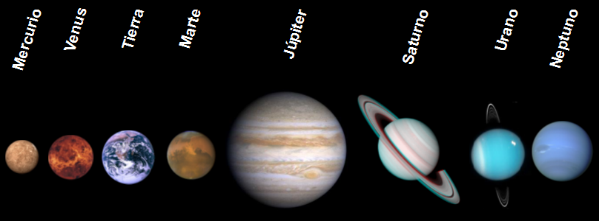 Mercurio
Venus
Tierra
Marte
Júpiter
Saturno
Urano
Neptuno